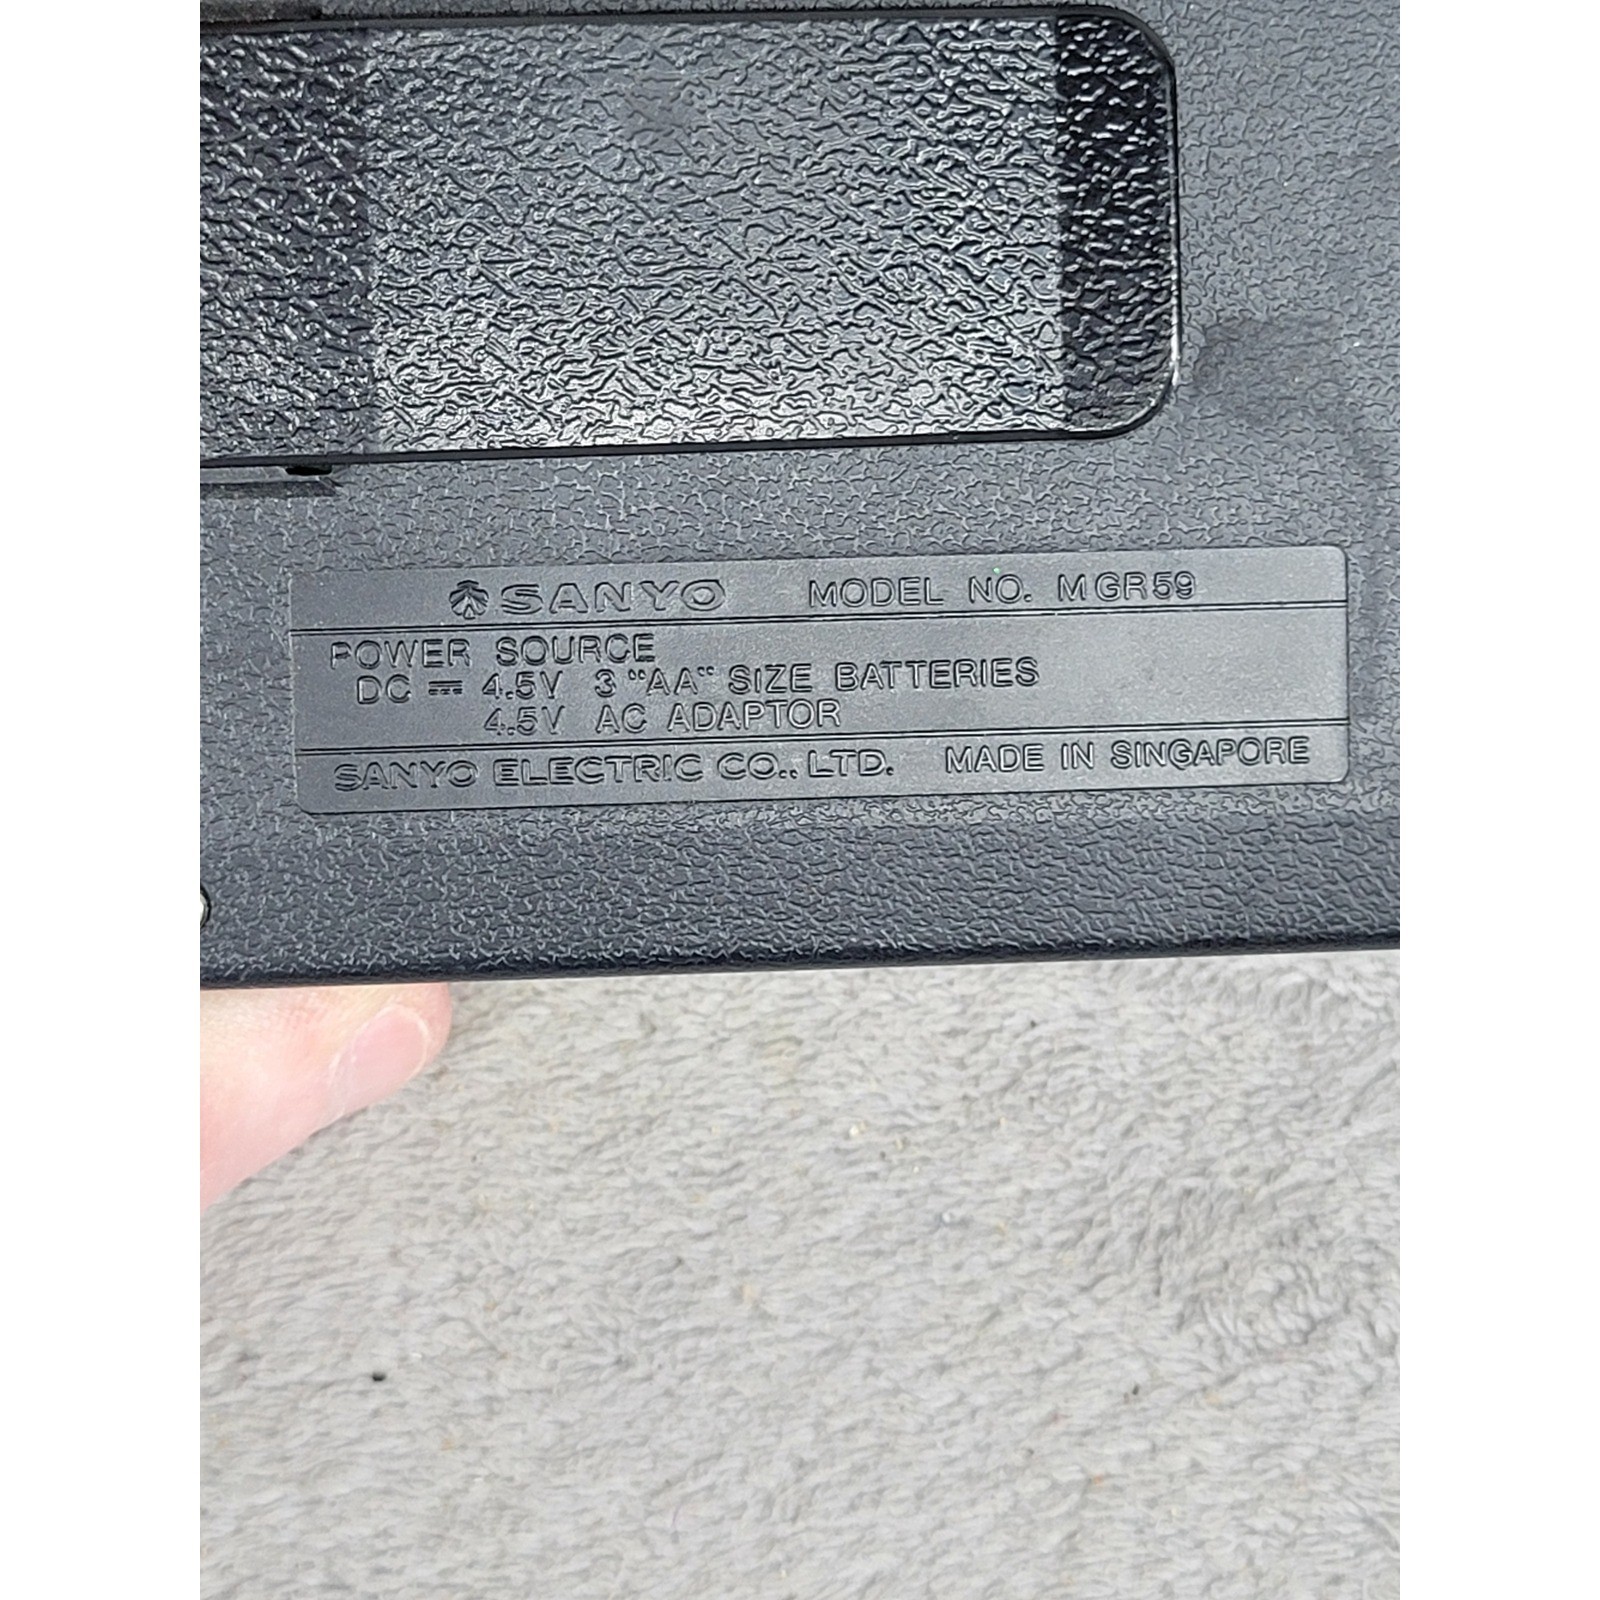 SANYO MODEL NO. MGR59
POWER SOURCE
DC ⎓ 4.5V 3 "AA" SIZE BATTERIES
4.5V AC ADAPTOR
SANYO ELECTRIC CO., LTD. MADE IN SINGAPORE